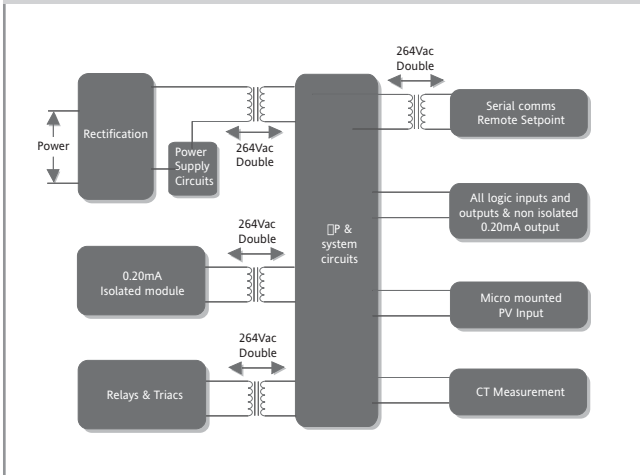 264Vac
Double
Rectification
Power
Power
Supply
Circuits
264Vac
Double
Serial comms
Remote Setpoint
All logic inputs and
outputs & non isolated
0.20mA output
□P &
system
circuits
264Vac
Double
0.20mA
Isolated module
Micro mounted
PV Input
264Vac
Double
Relays & Triacs
CT Measurement